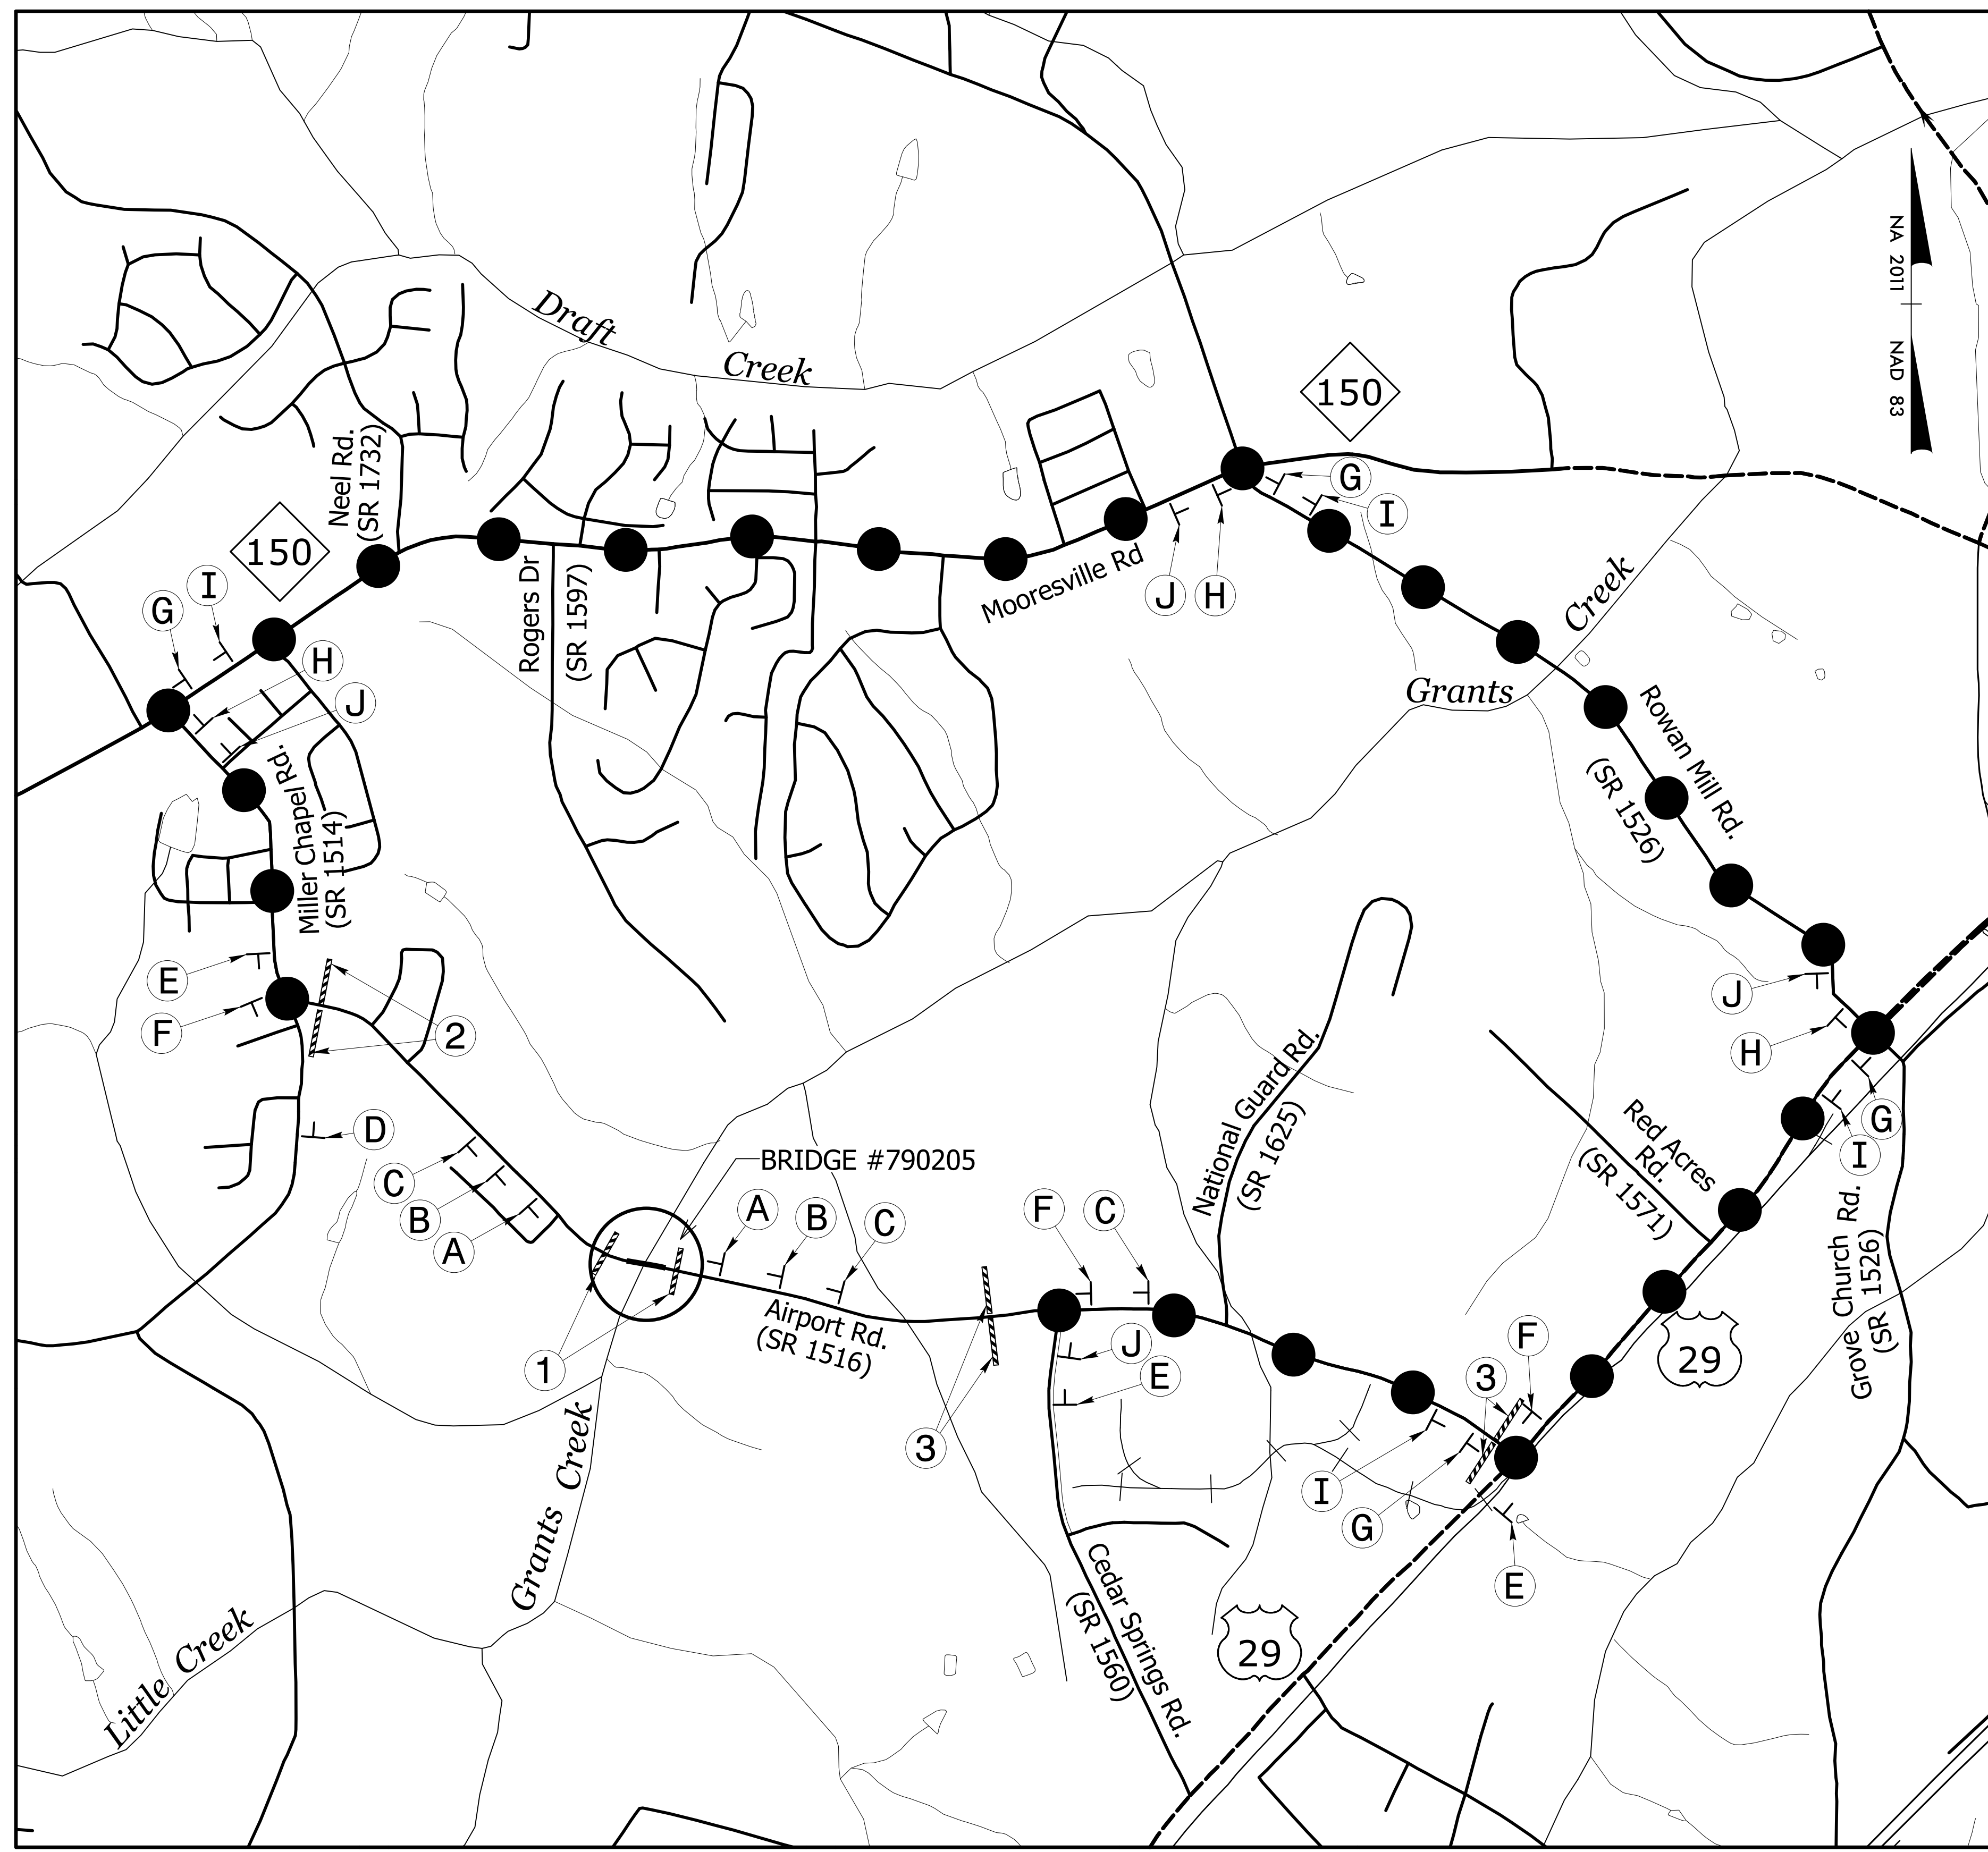 NA 2011
NAD 83
Draft
Creek
150
Neel Rd.
(SR 1732)
150
G
I
G
I
H
J
Rogers Dr
(SR 1597)
Mooresville Rd
J
H
Creek
Grants
Rowan Mill Rd.
(SR 1526)
Miller Chapel Rd.
(SR 1514)
E
F
2
J
H
G
I
D
C
B
A
BRIDGE #790205
A
B
C
F
C
National Guard Rd.
(SR 1625)
Red Acres
Rd.
(SR 1571)
Grove Church Rd.
(SR 1526)
29
Airport Rd.
(SR 1516)
1
J
E
3
3
F
I
G
E
Grants Creek
Cedar Springs Rd.
(SR 1560)
29
Little Creek